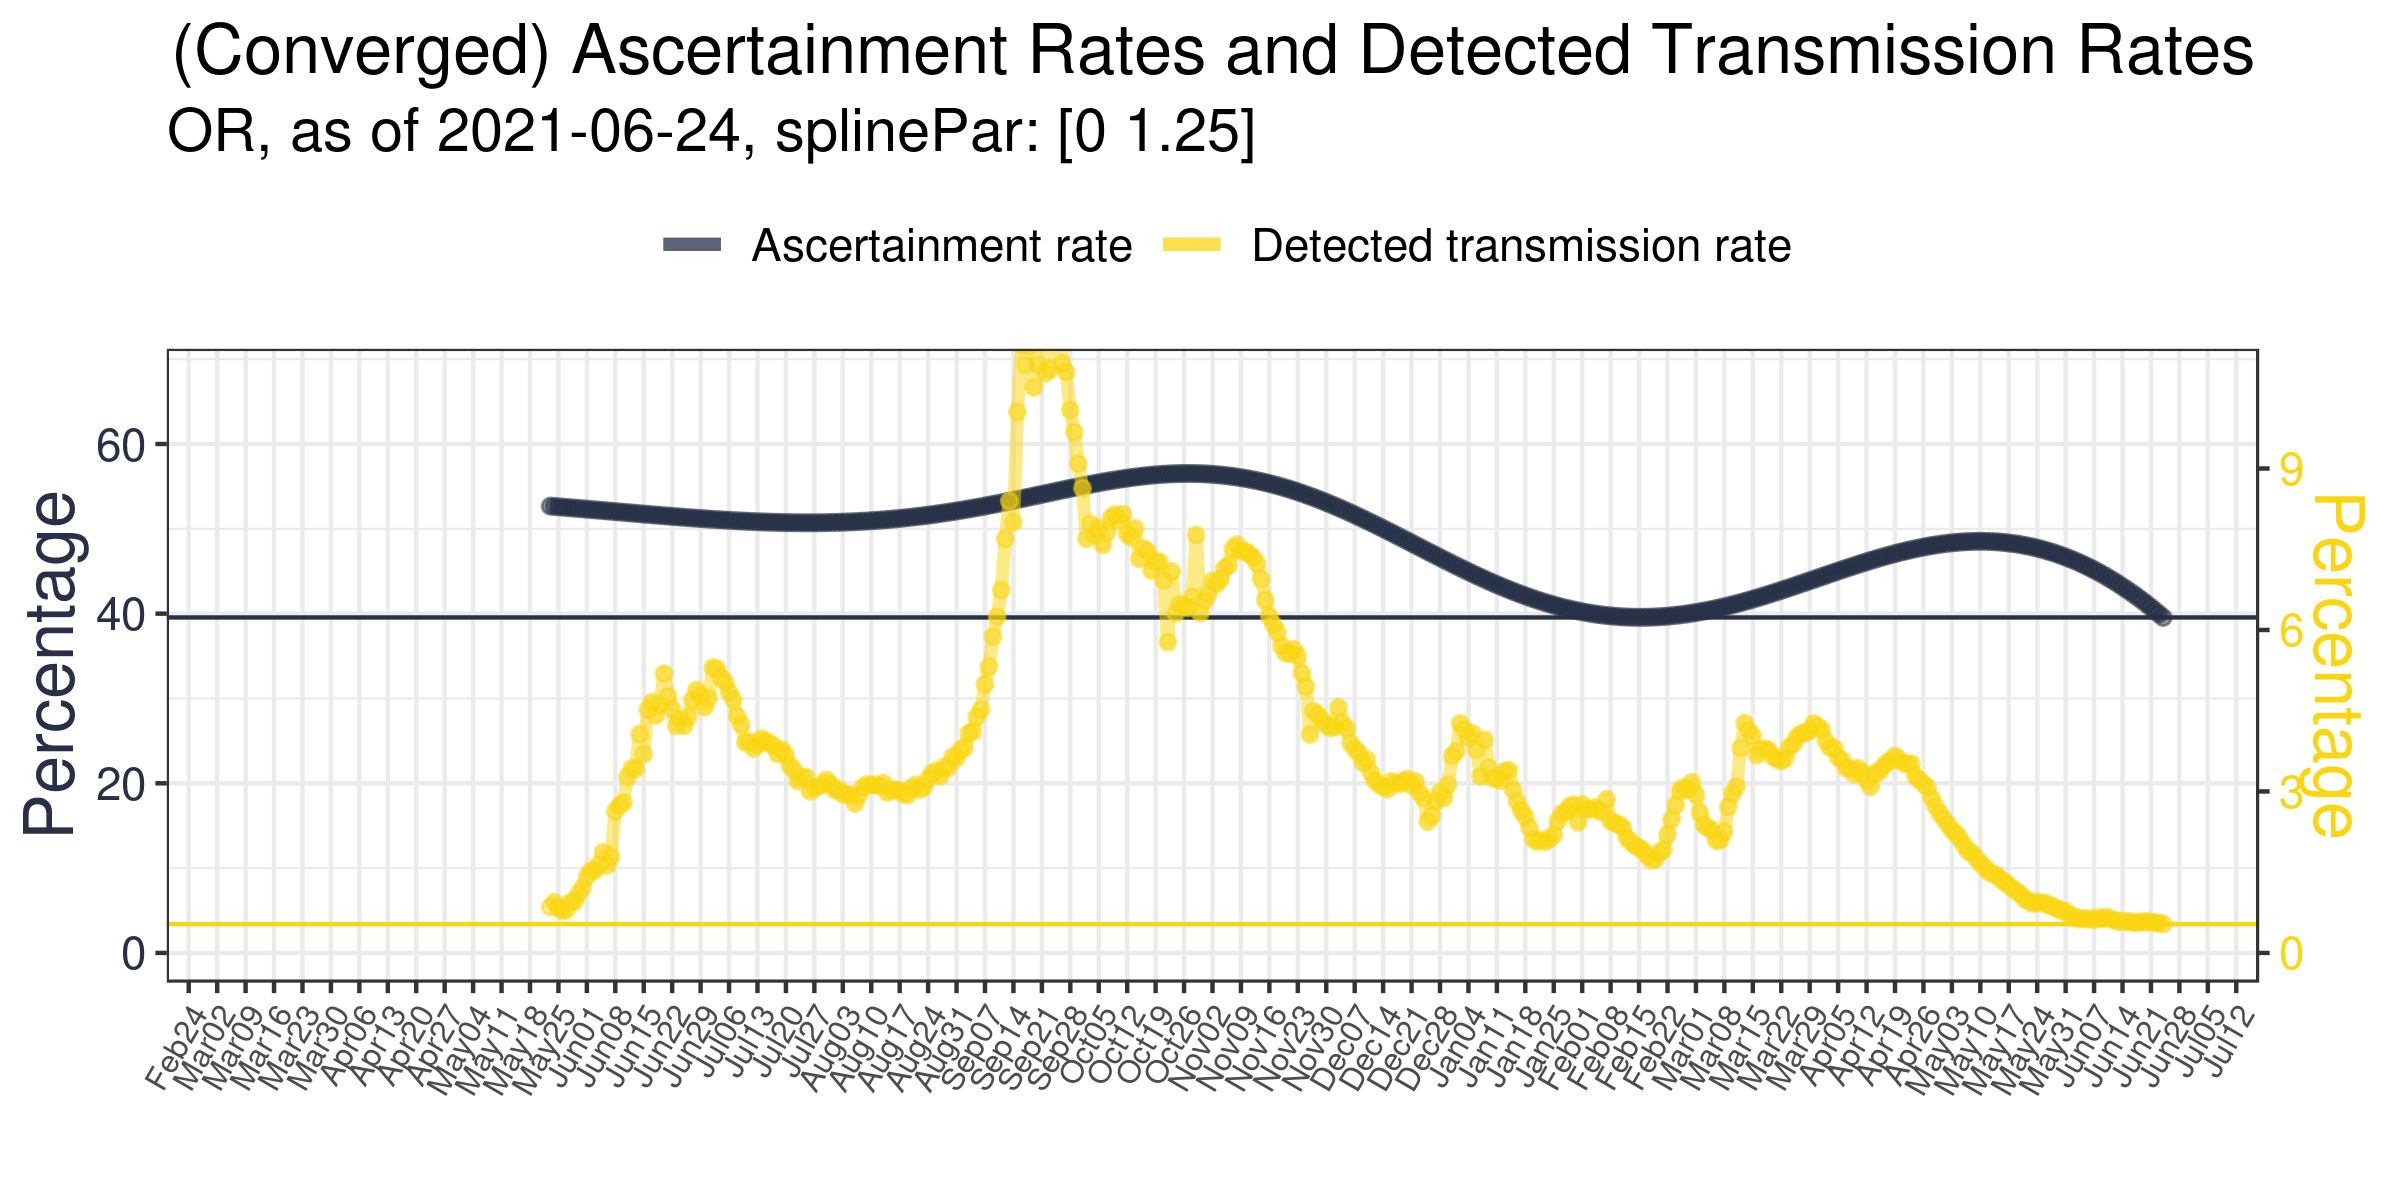 (Converged) Ascertainment Rates and Detected Transmission Rates
OR, as of 2021-06-24, splinePar: [0 1.25]
Ascertainment rate Detected transmission rate
Percentage
60
40
20
0
9
6
3
0
Percentage
Feb24 Mar02 Mar09 Mar16 Mar23 Mar30 Apr06 Apr13 Apr20 Apr27 May04 May11 May18 May25 Jun01 Jun08 Jun15 Jun22 Jun29 Jul06 Jul13 Jul20 Jul27 Aug03 Aug10 Aug17 Aug24 Aug31 Sep07 Sep14 Sep21 Sep28 Oct05 Oct12 Oct19 Oct26 Nov02 Nov09 Nov16 Nov23 Nov30 Dec07 Dec14 Dec21 Dec28 Jan04 Jan11 Jan18 Jan25 Feb01 Feb08 Feb15 Feb22 Mar01 Mar08 Mar15 Mar22 Mar29 Apr05 Apr12 Apr19 Apr26 May03 May10 May17 May24 May31 Jun07 Jun14 Jun21 Jun28 Jul05 Jul12